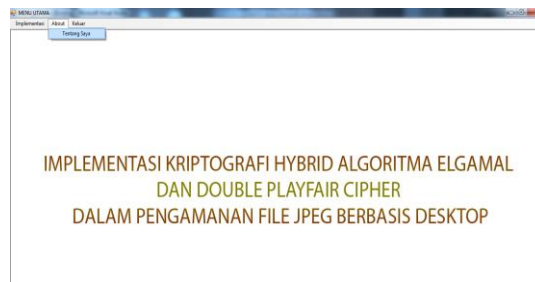 MENU UTAMA
Implementasi About Keluar
Tentang Saya
IMPLEMENTASI KRIPTOGRAFI HYBRID ALGORITMA ELGAMAL
DAN DOUBLE PLAYFAIR CIPHER
DALAM PENGAMANAN FILE JPEG BERBASIS DESKTOP